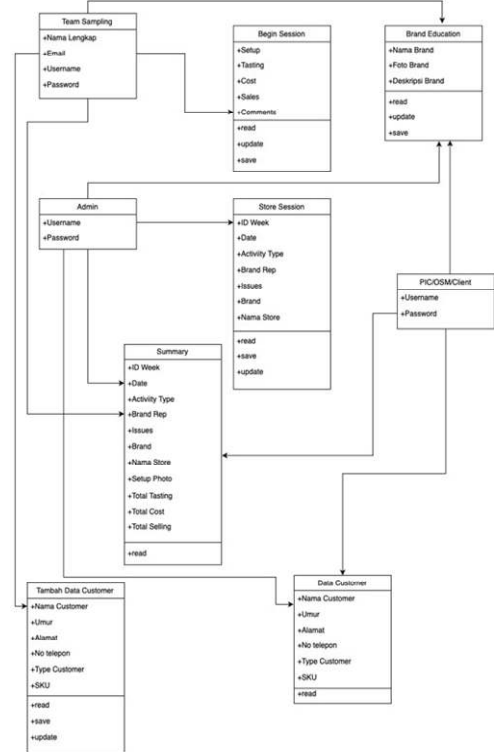 Team Sampling
+Nama Lengkap
+Email
+Username
+Password
Begin Session
+Setup
+Tasting
+Cost
+Sales
+Comments
+read
+update
+save
Brand Education
+Nama Brand
+Foto Brand
+Deskripsi Brand
+read
+update
+save
Admin
+Username
+Password
Store Session
+ID Week
+Date
+Activiity Type
+Brand Rep
+Issues
+Brand
+Nama Store
+read
+save
+update
PIC/OSM/Client
+Username
+Password
Summary
+ID Week
+Date
+Activiity Type
+Brand Rep
+Issues
+Brand
+Nama Store
+Setup Photo
+Total Tasting
+Total Cost
+Total Selling
+read
Tambah Data Customer
+Nama Customer
+Umur
+Alamat
+No telepon
+Type Customer
+SKU
+read
+save
+update
Data Customer
+Nama Customer
+Umur
+Alamat
+No telepon
+Type Customer
+SKU
+read